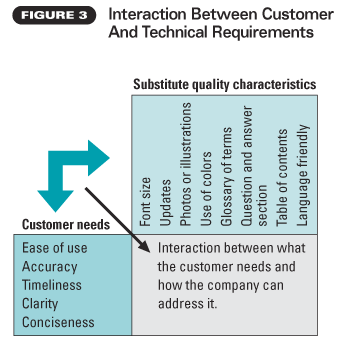 FIGURE 3
Interaction Between Customer
And Technical Requirements
Substitute quality characteristics
Font size
Updates
Photos or illustrations
Use of colors
Glossary of terms
Question and answer
section
Table of contents
Language friendly
Customer needs
Ease of use
Accuracy
Timeliness
Clarity
Conciseness
Interaction between what
the customer needs and
how the company can
address it.